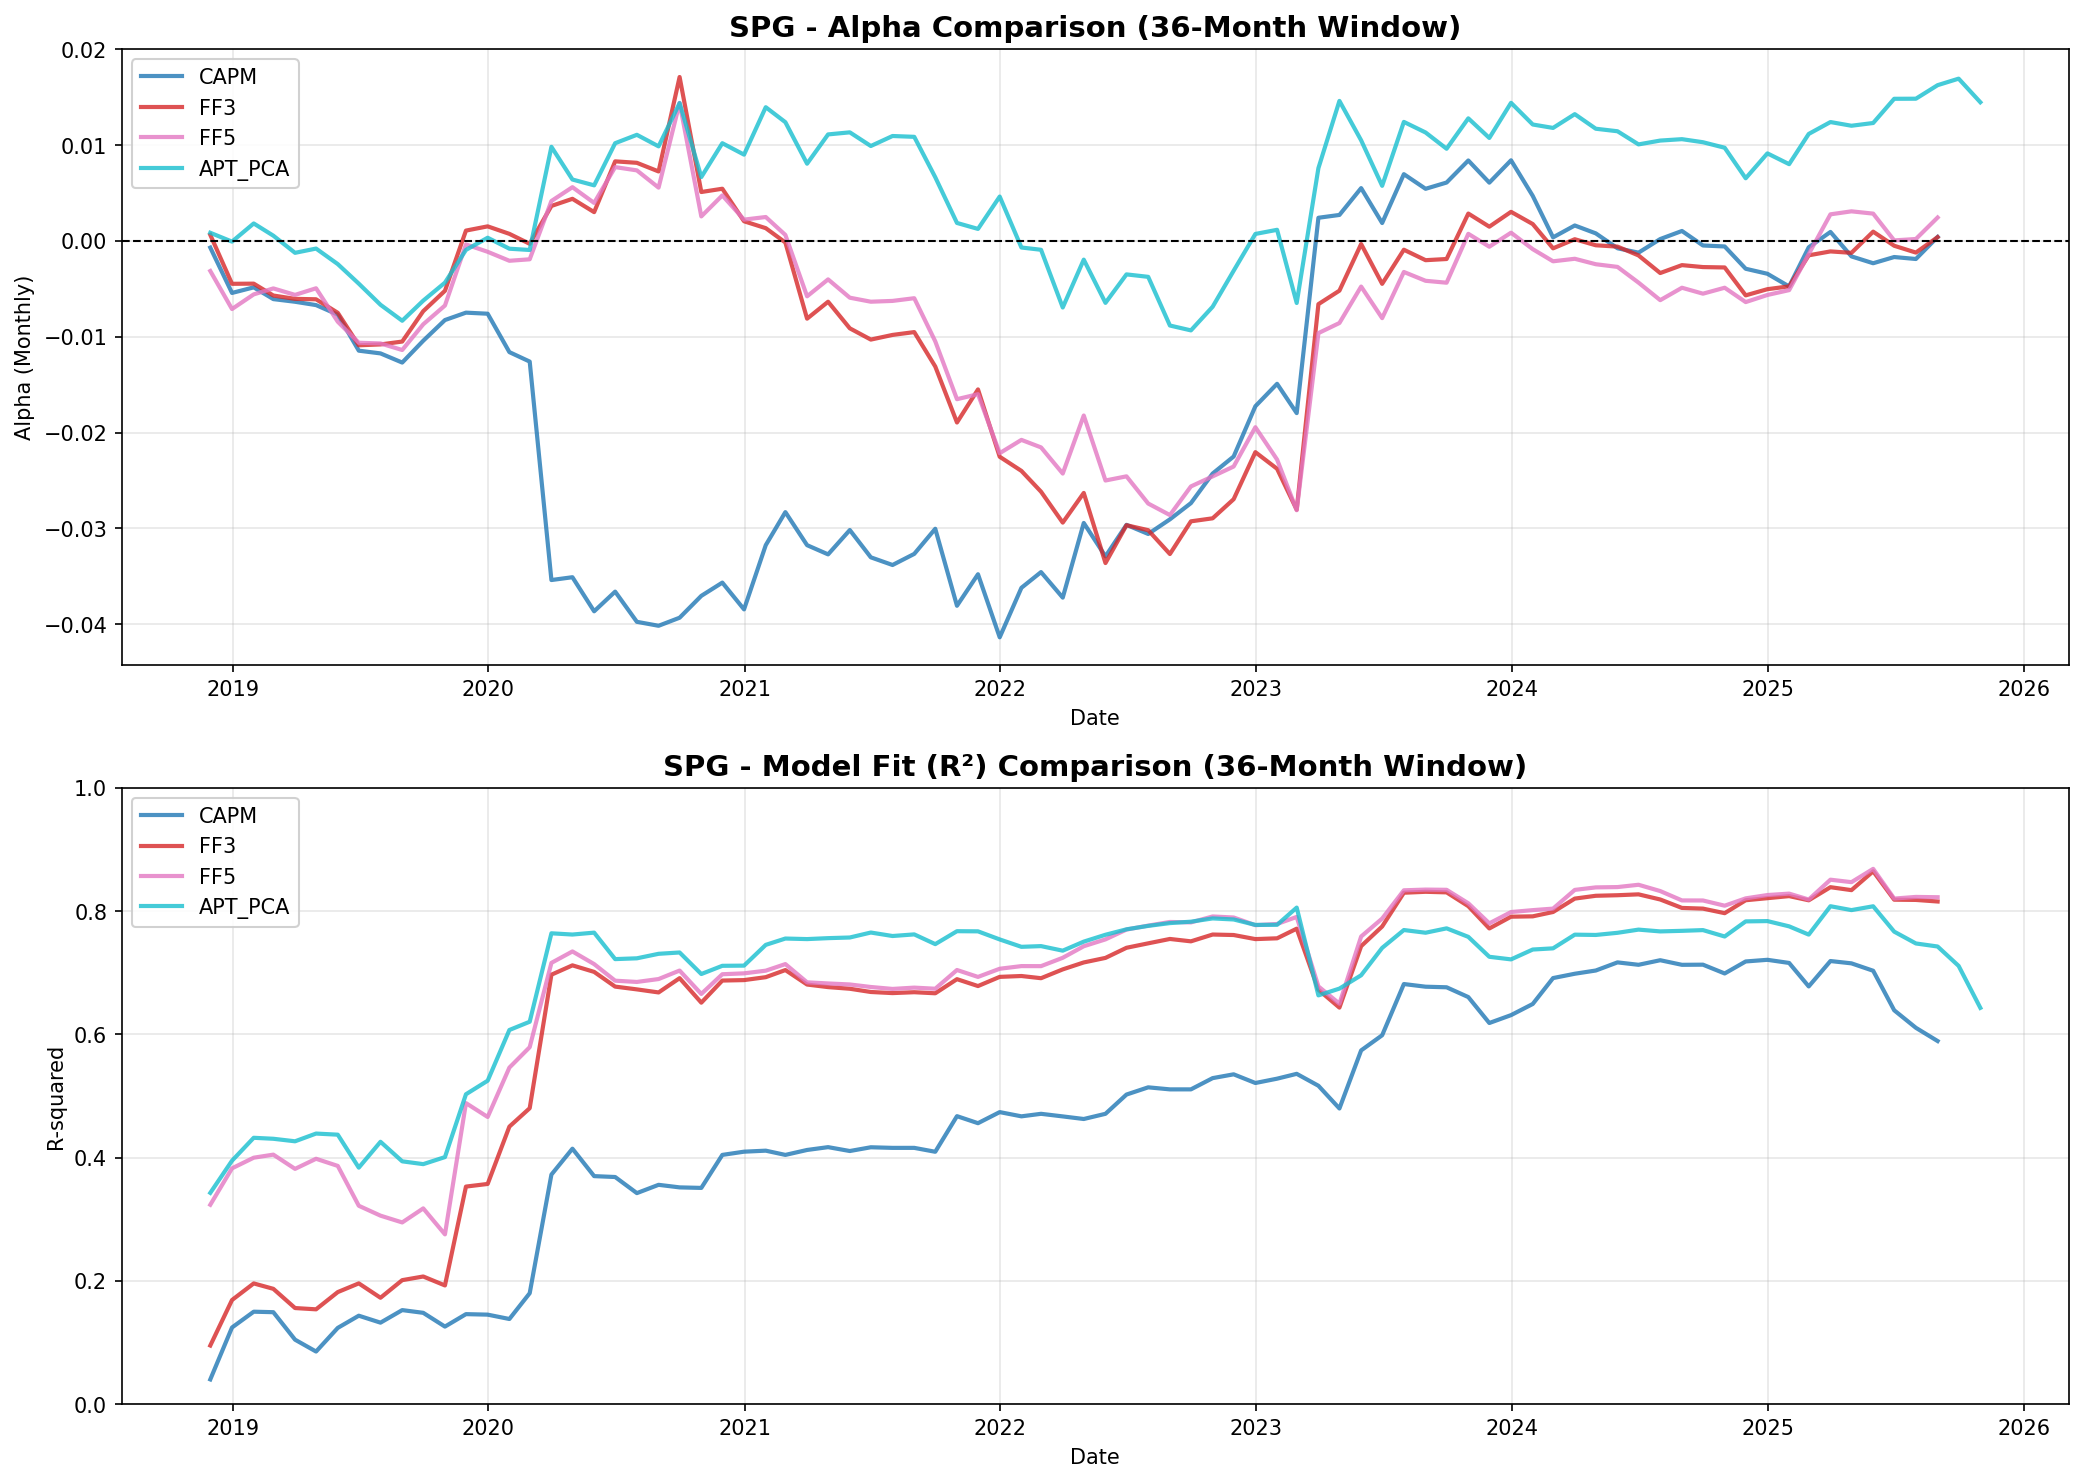 SPG - Alpha Comparison (36-Month Window)
CAPM
FF3
FF5
APT_PCA
Alpha (Monthly)
0.02
0.01
0.00
−0.01
−0.02
−0.03
−0.04
2019 2020 2021 2022 2023 2024 2025 2026
Date
SPG - Model Fit (R²) Comparison (36-Month Window)
CAPM
FF3
FF5
APT_PCA
R-squared
1.0
0.8
0.6
0.4
0.2
0.0
2019 2020 2021 2022 2023 2024 2025 2026
Date